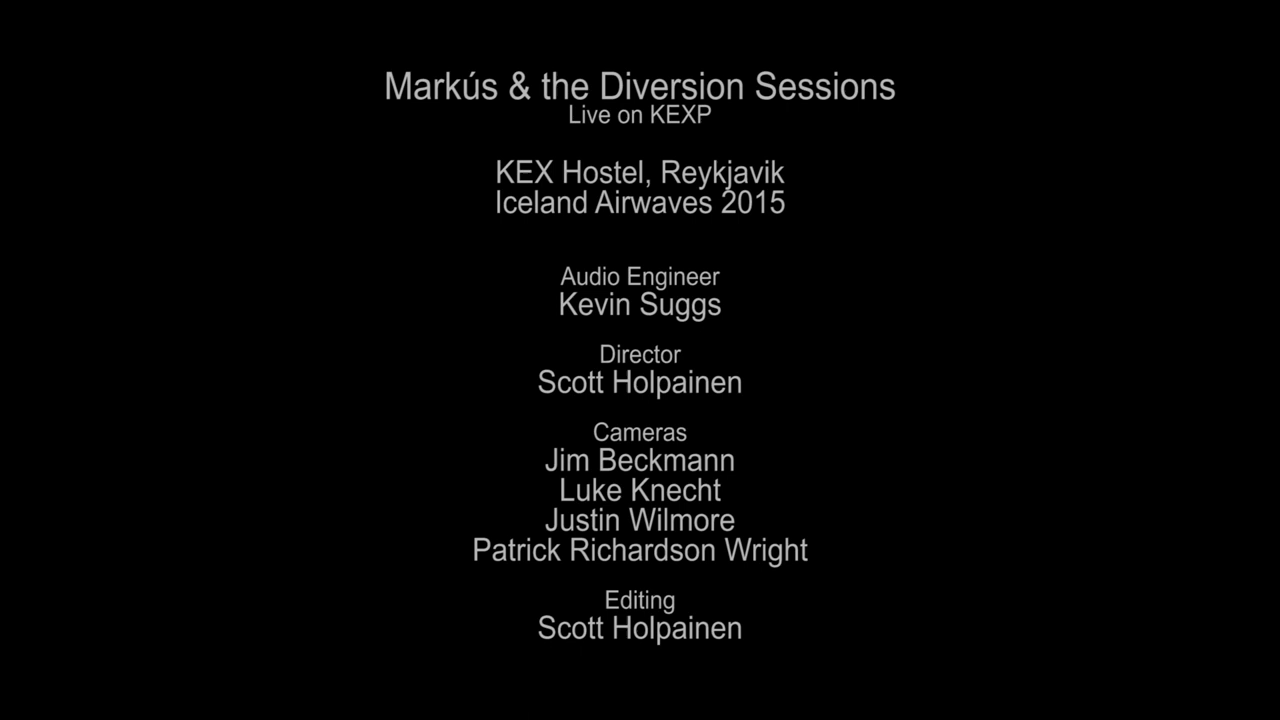 Markús & the Diversion Sessions
Live on KEXP
KEX Hostel, Reykjavik
Iceland Airwaves 2015
Audio Engineer
Kevin Suggs
Director
Scott Holpainen
Cameras
Jim Beckmann
Luke Knecht
Justin Wilmore
Patrick Richardson Wright
Editing
Scott Holpainen